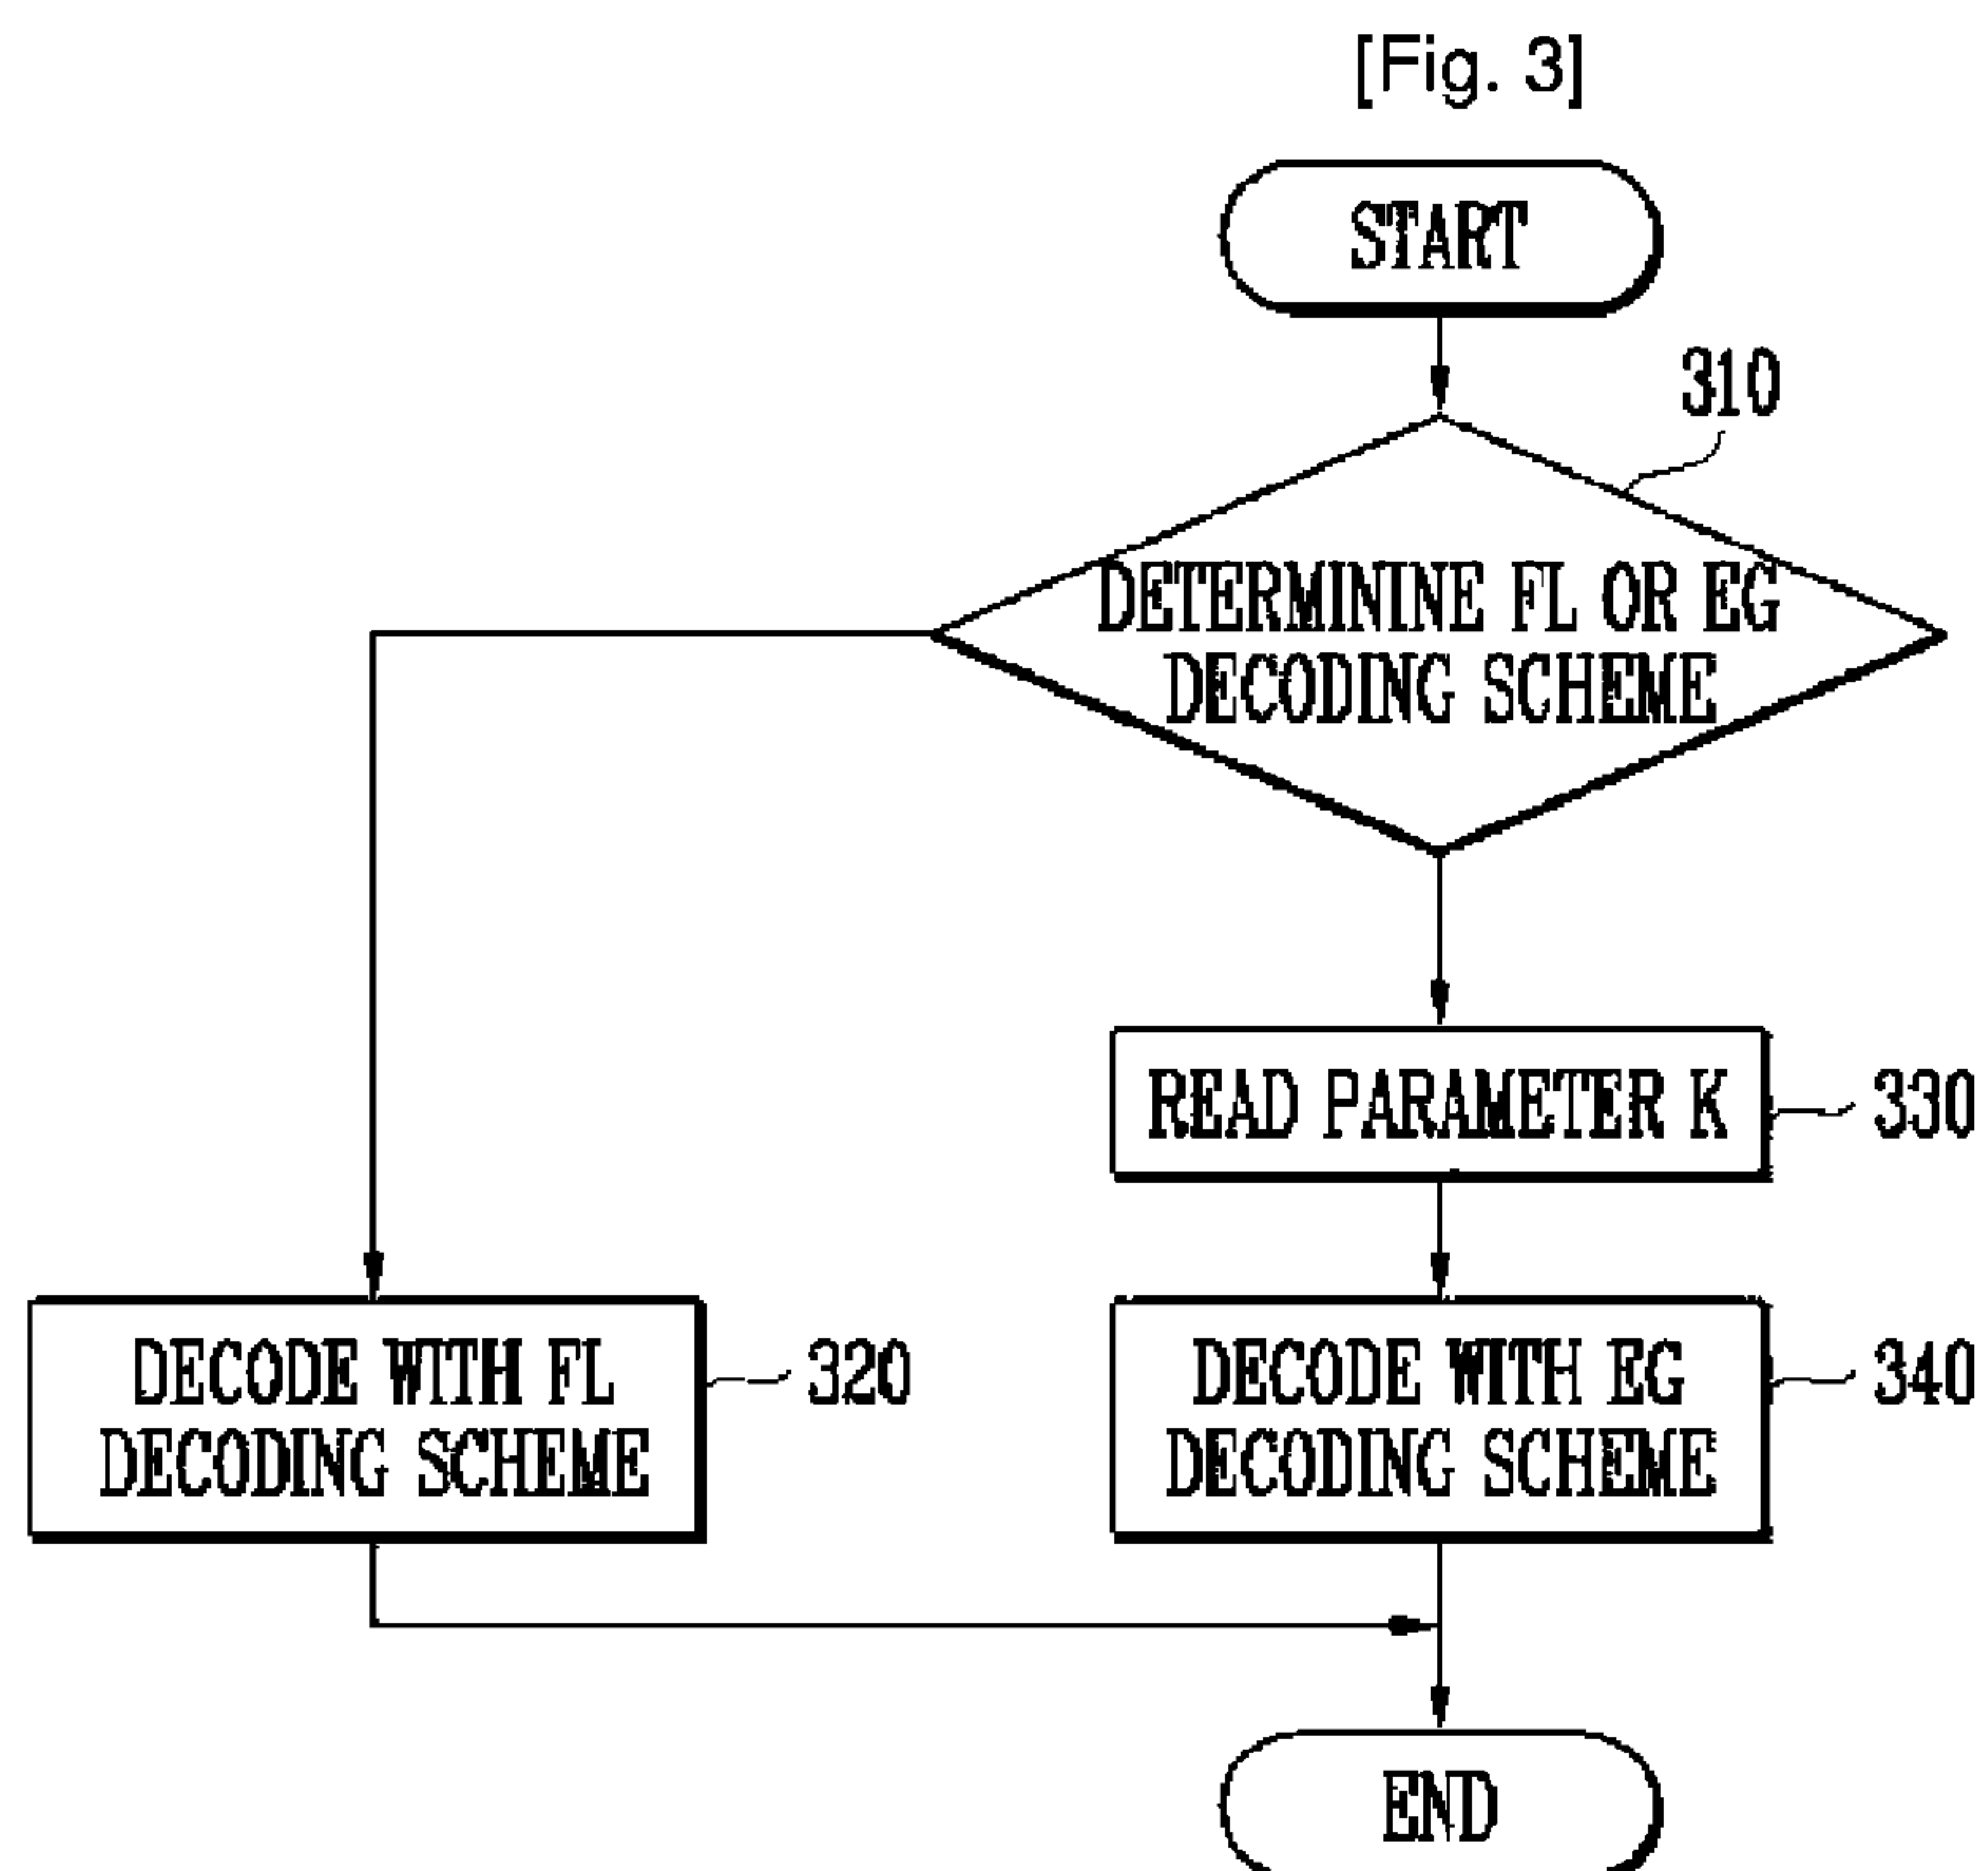 [Fig. 3]
START
310
DETERMININE FL OR EG
DECODING SCHEME
READ PARAMETER K
330
DECODE WITH FL
DECODING SCHEME
320
DECODE WITH EG
DECODING SCHEME
340
END